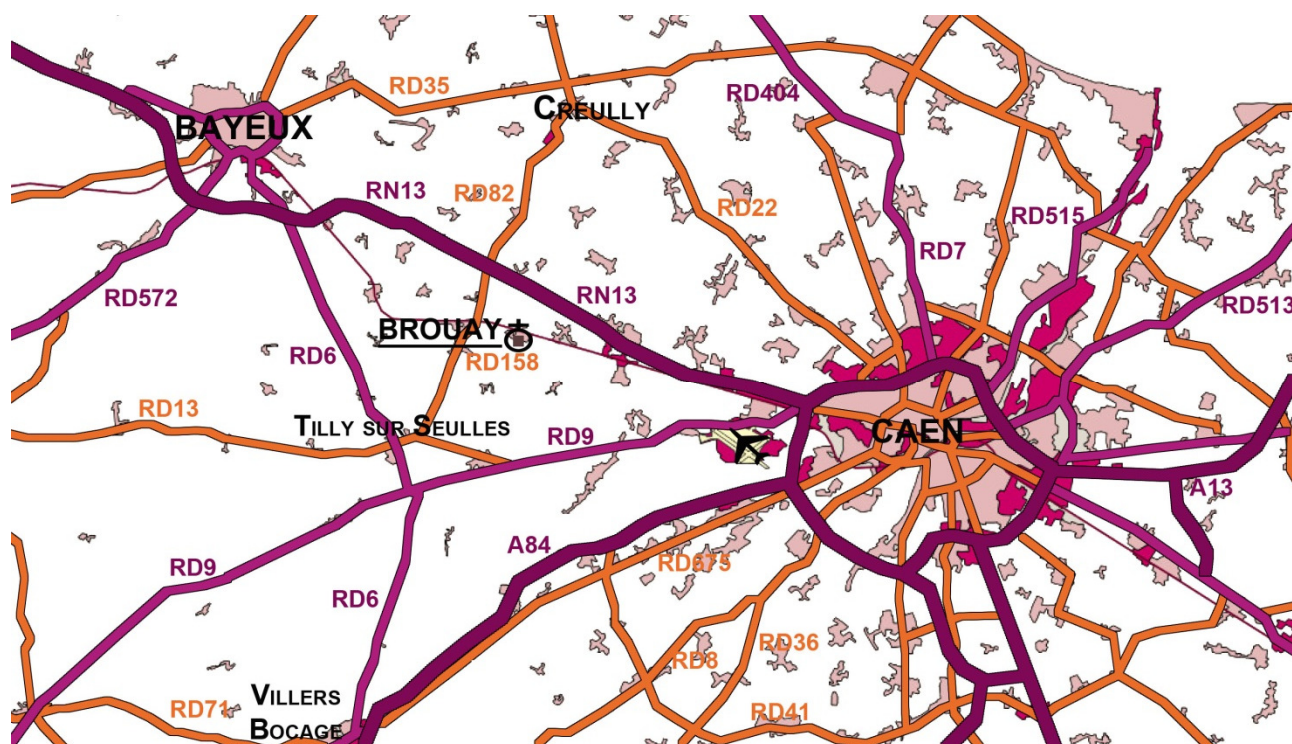 RD35
CREULLY
RD404
BAYEUX
RN13
RD82
RD22
RD515
RD7
RD572
RN13
RD513
BROUAY
RD6
RD158
RD13
TILLY SUR SEULLES
RD9
CAEN
A13
A84
RD9
RD675
RD6
RD36
RD8
VILLERS
BOCAGE
RD71
RD41